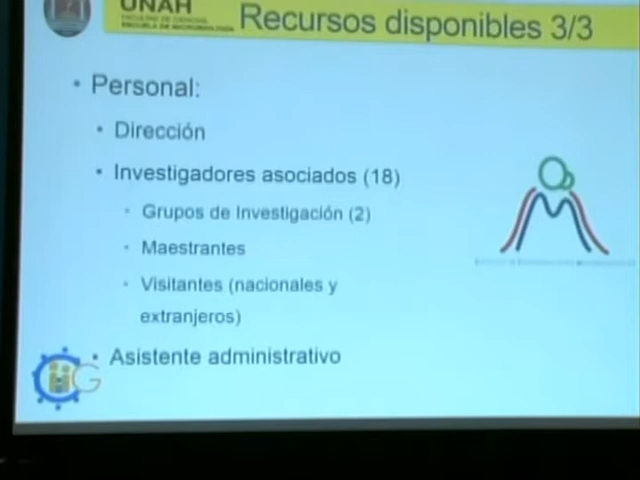 UNAH
FACULTAD DE CIENCIAS
ESCUELA DE MICROBIOLOGÍA
Recursos disponibles 3/3
• Personal:
• Dirección
• Investigadores asociados (18)
• Grupos de Investigación (2)
• Maestrantes
• Visitantes (nacionales y
extranjeros)
• Asistente administrativo